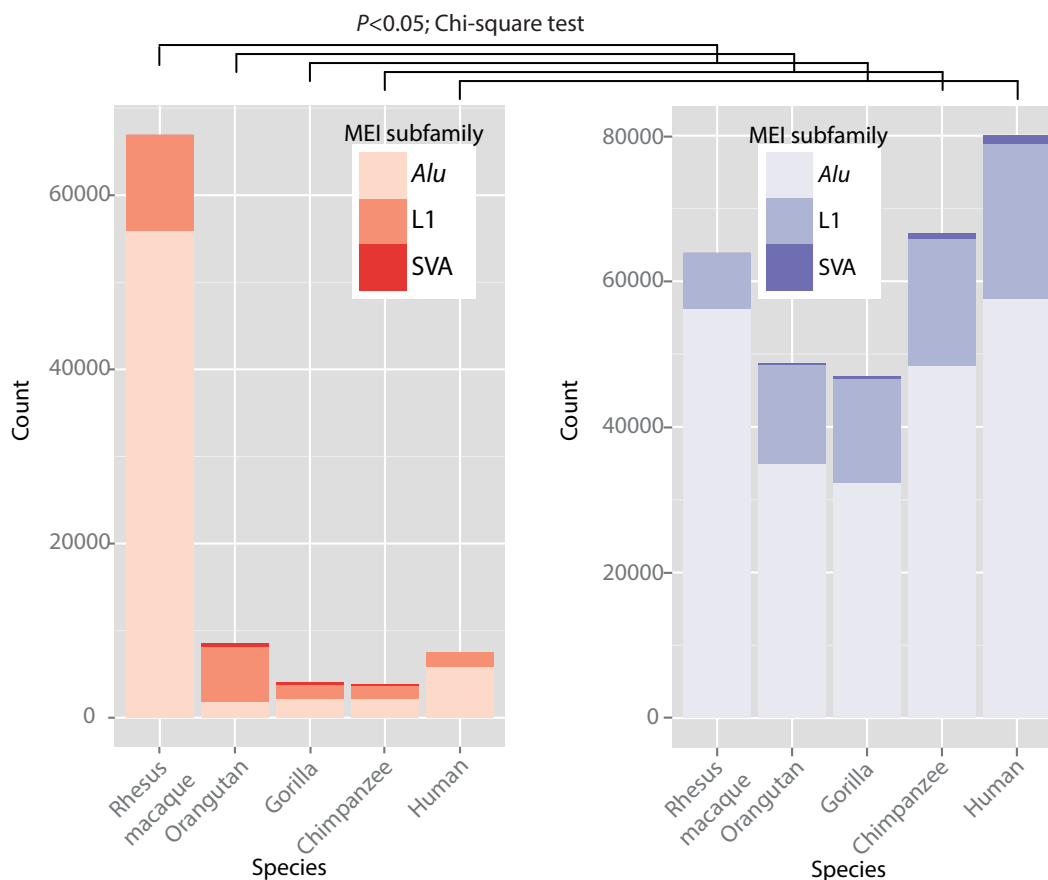 P<0.05; Chi-square test
MEI subfamily
Alu
L1
SVA
60000
40000
20000
0
Count
Rhesus
macaque
Orangutan
Gorilla
Chimpanzee
Human
Species
MEI subfamily
Alu
L1
SVA
80000
60000
40000
20000
0
Count
Rhesus
macaque
Orangutan
Gorilla
Chimpanzee
Human
Species